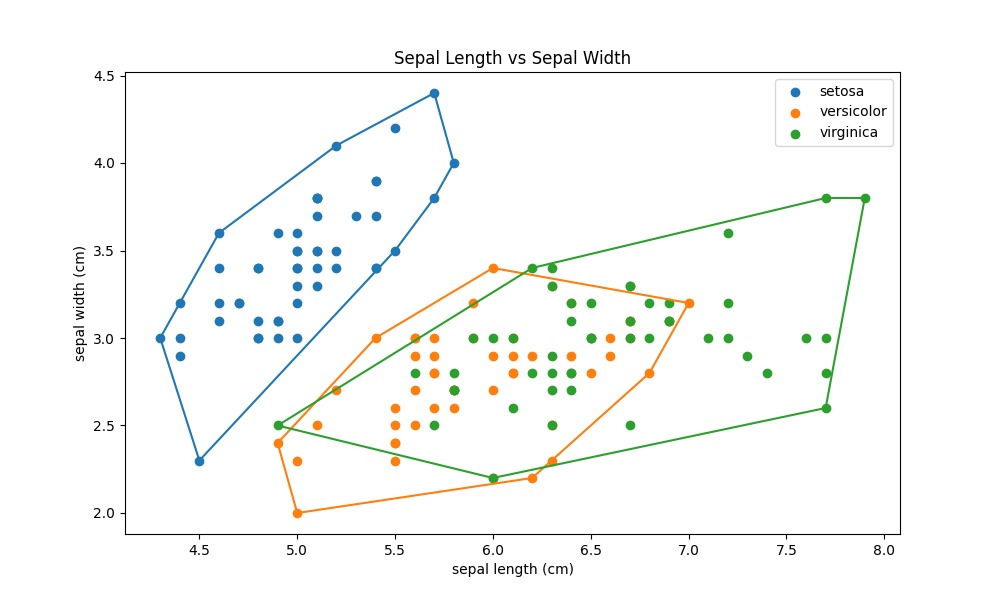 Sepal Length vs Sepal Width
setosa
versicolor
virginica
4.5
4.0
3.5
3.0
2.5
2.0
sepal width (cm)
4.5 5.0 5.5 6.0 6.5 7.0 7.5 8.0
sepal length (cm)